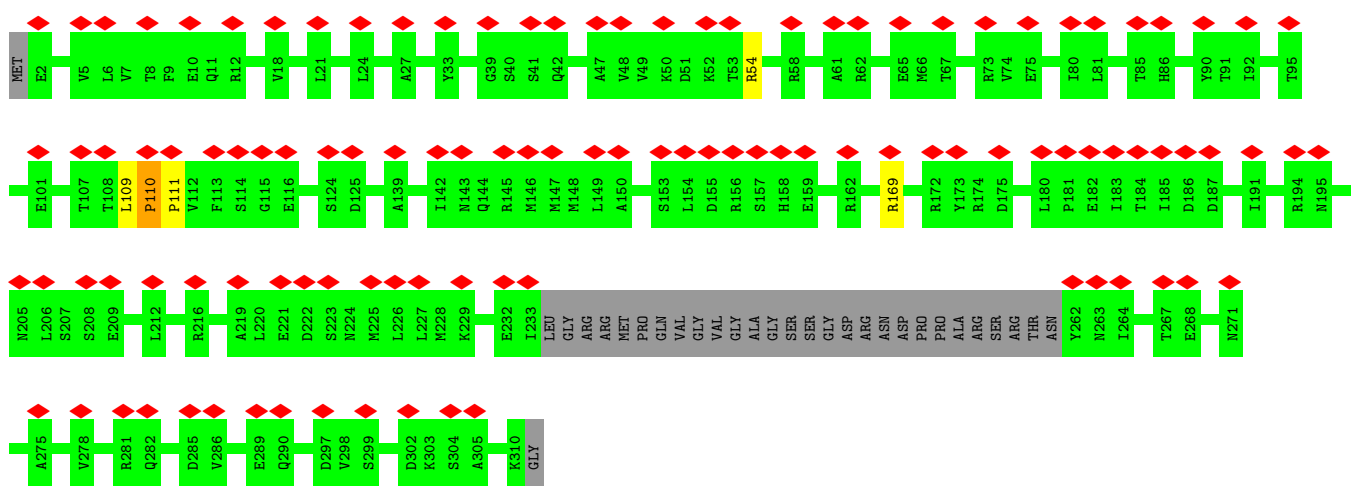 MET E2 V5 L6 V7 T8 F9 E10 Q11 R12 V18 L21 L24 A27 Y33 G39 S40 S41 Q42 A47 V48 V49 K50 D51 K52 T53 R54 R58 A61 R62 E65 M66 T67 R73 V74 E75 I80 L81 T85 H86 Y90 T91 I92 T95
E101 T107 T108 L109 P110 P111 V112 F113 S114 G115 E116 S124 D125 A139 I142 N143 Q144 R145 M146 M147 M148 L149 A150 S153 L154 D155 R156 S157 H158 E159 R162 R169 R172 Y173 R174 D175 L180 P181 E182 I183 T184 I185 D186 D187 I191 R194 N195
N205 L206 S207 S208 E209 L212 R216 A219 L220 E221 D222 S223 N224 M225 L226 L227 M228 K229 E232 I233 LEU GLY ARG ARG MET PRO GLN VAL GLY VAL GLY ALA GLY SER SER GLY ASP ARG ASN ASP PRO PRO ALA ARG SER ARG THR ASN Y262 N263 I264 T267 E268 N271
A275 V278 R281 Q282 D285 V286 E289 Q290 D297 V298 S299 D302 K303 S304 A305 K310 GLY